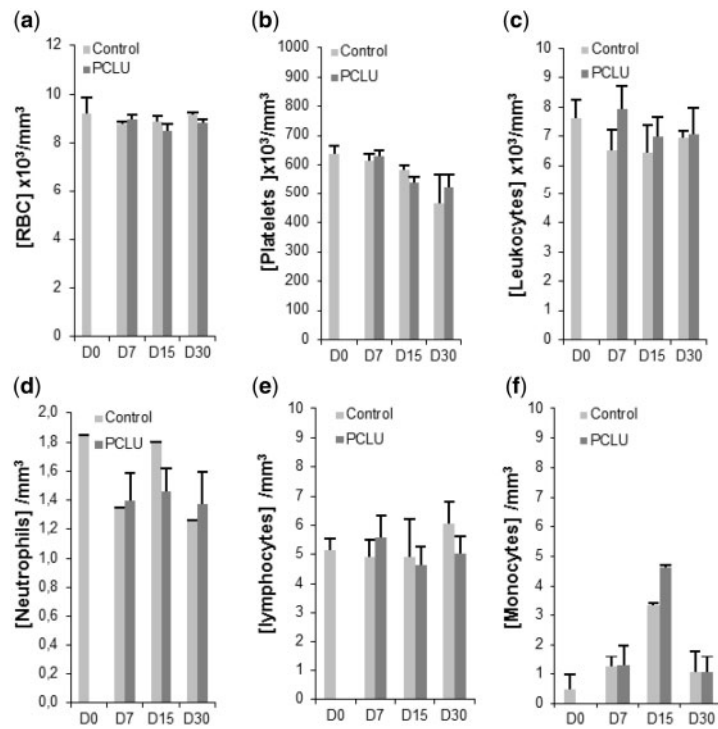 (a)
[RBC] x10³/mm³
12
10
8
6
4
2
0
Control
PCLU
D0 D7 D15 D30
(b)
[Platelets ]x10³/mm³
1000
900
800
700
600
500
400
300
200
100
0
Control
PCLU
D0 D7 D15 D30
(c)
[Leukocytes] x10³/mm³
10
9
8
7
6
5
4
3
2
1
0
Control
PCLU
D0 D7 D15 D30
(d)
[Neutrophils] /mm³
2,0
1,8
1,6
1,4
1,2
1,0
0,8
0,6
0,4
0,2
0,0
Control
PCLU
D0 D7 D15 D30
(e)
[lymphocytes] /mm³
10
9
8
7
6
5
4
3
2
1
0
Control
PCLU
D0 D7 D15 D30
(f)
[Monocytes] /mm³
10
9
8
7
6
5
4
3
2
1
0
Control
PCLU
D0 D7 D15 D30